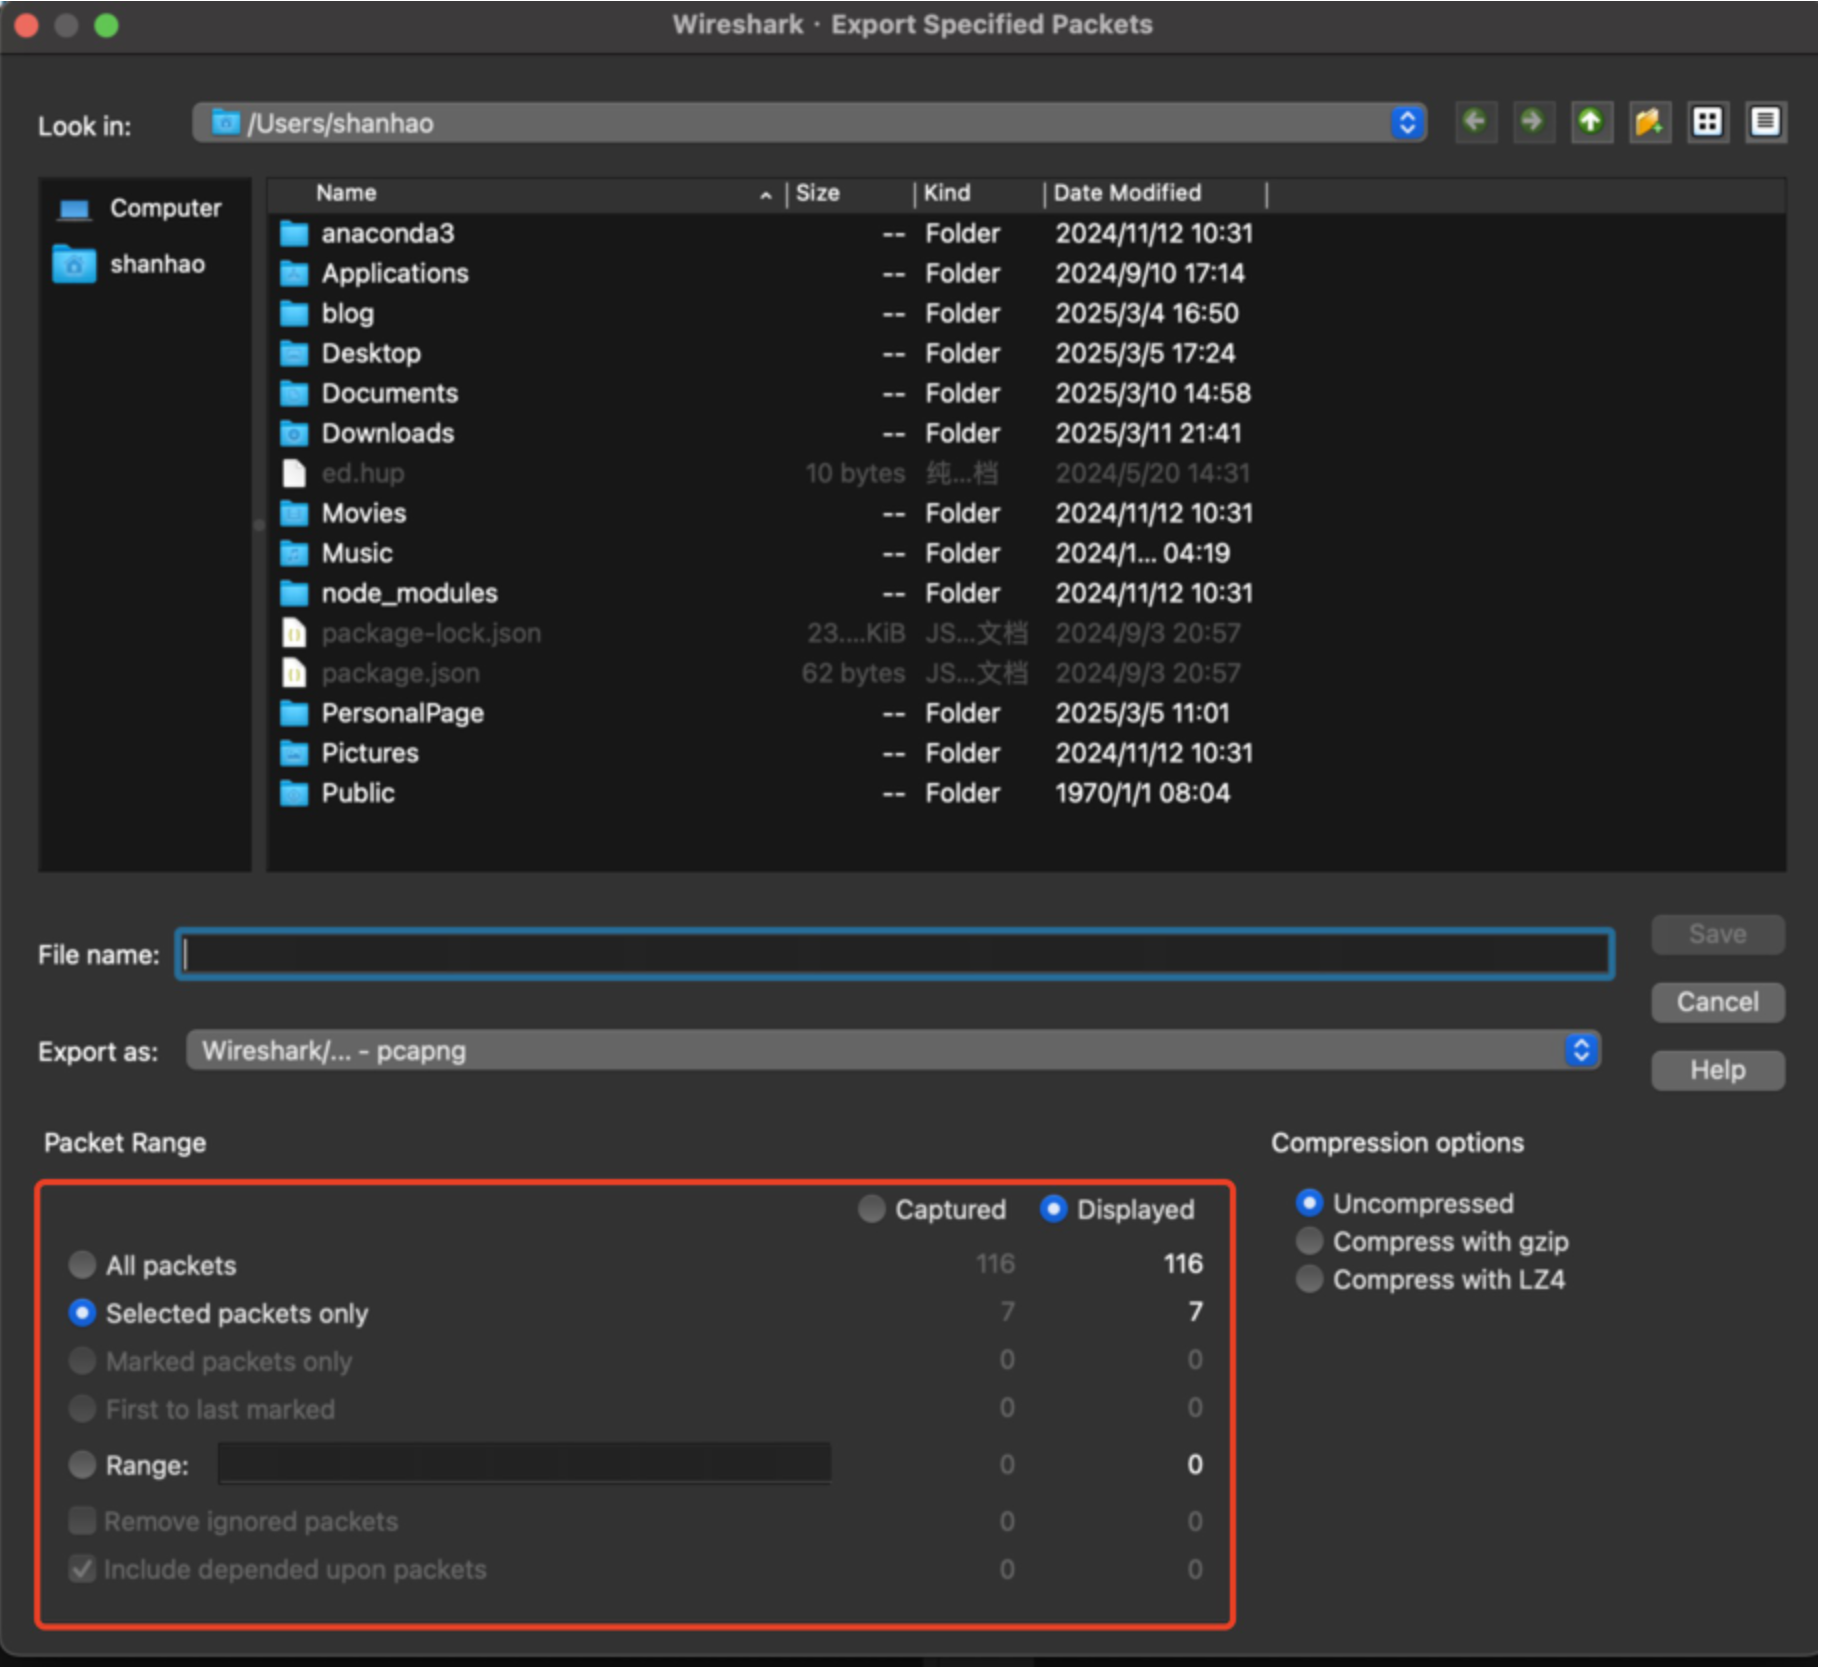 Wireshark · Export Specified Packets
Look in: /Users/shanhao
Computer
shanhao
Name Size Kind Date Modified
anaconda3 -- Folder 2024/11/12 10:31
Applications -- Folder 2024/9/10 17:14
blog -- Folder 2025/3/4 16:50
Desktop -- Folder 2025/3/5 17:24
Documents -- Folder 2025/3/10 14:58
Downloads -- Folder 2025/3/11 21:41
ed.hup 10 bytes 纯...档 2024/5/20 14:31
Movies -- Folder 2024/11/12 10:31
Music -- Folder 2024/1... 04:19
node_modules -- Folder 2024/11/12 10:31
package-lock.json 23....KiB JS...文档 2024/9/3 20:57
package.json 62 bytes JS...文档 2024/9/3 20:57
PersonalPage -- Folder 2025/3/5 11:01
Pictures -- Folder 2024/11/12 10:31
Public -- Folder 1970/1/1 08:04
File name:
Save
Cancel
Export as: Wireshark/... - pcapng
Help
Packet Range
Captured Displayed
All packets 116 116
Selected packets only 7 7
Marked packets only 0 0
First to last marked 0 0
Range: 0 0
Remove ignored packets 0 0
Include depended upon packets 0 0
Compression options
Uncompressed
Compress with gzip
Compress with LZ4